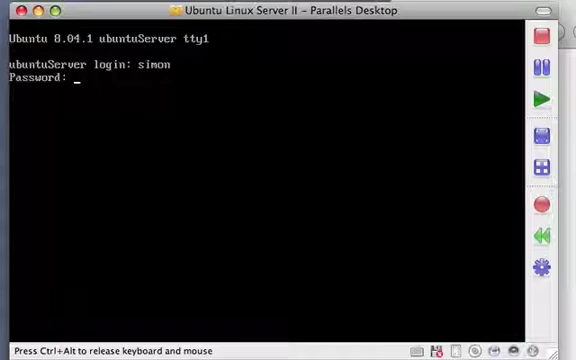 Ubuntu Linux Server II - Parallels Desktop
Ubuntu 8.04.1 ubuntuServer tty1
ubuntuServer login: simon
Password: _
Press Ctrl+Alt to release keyboard and mouse